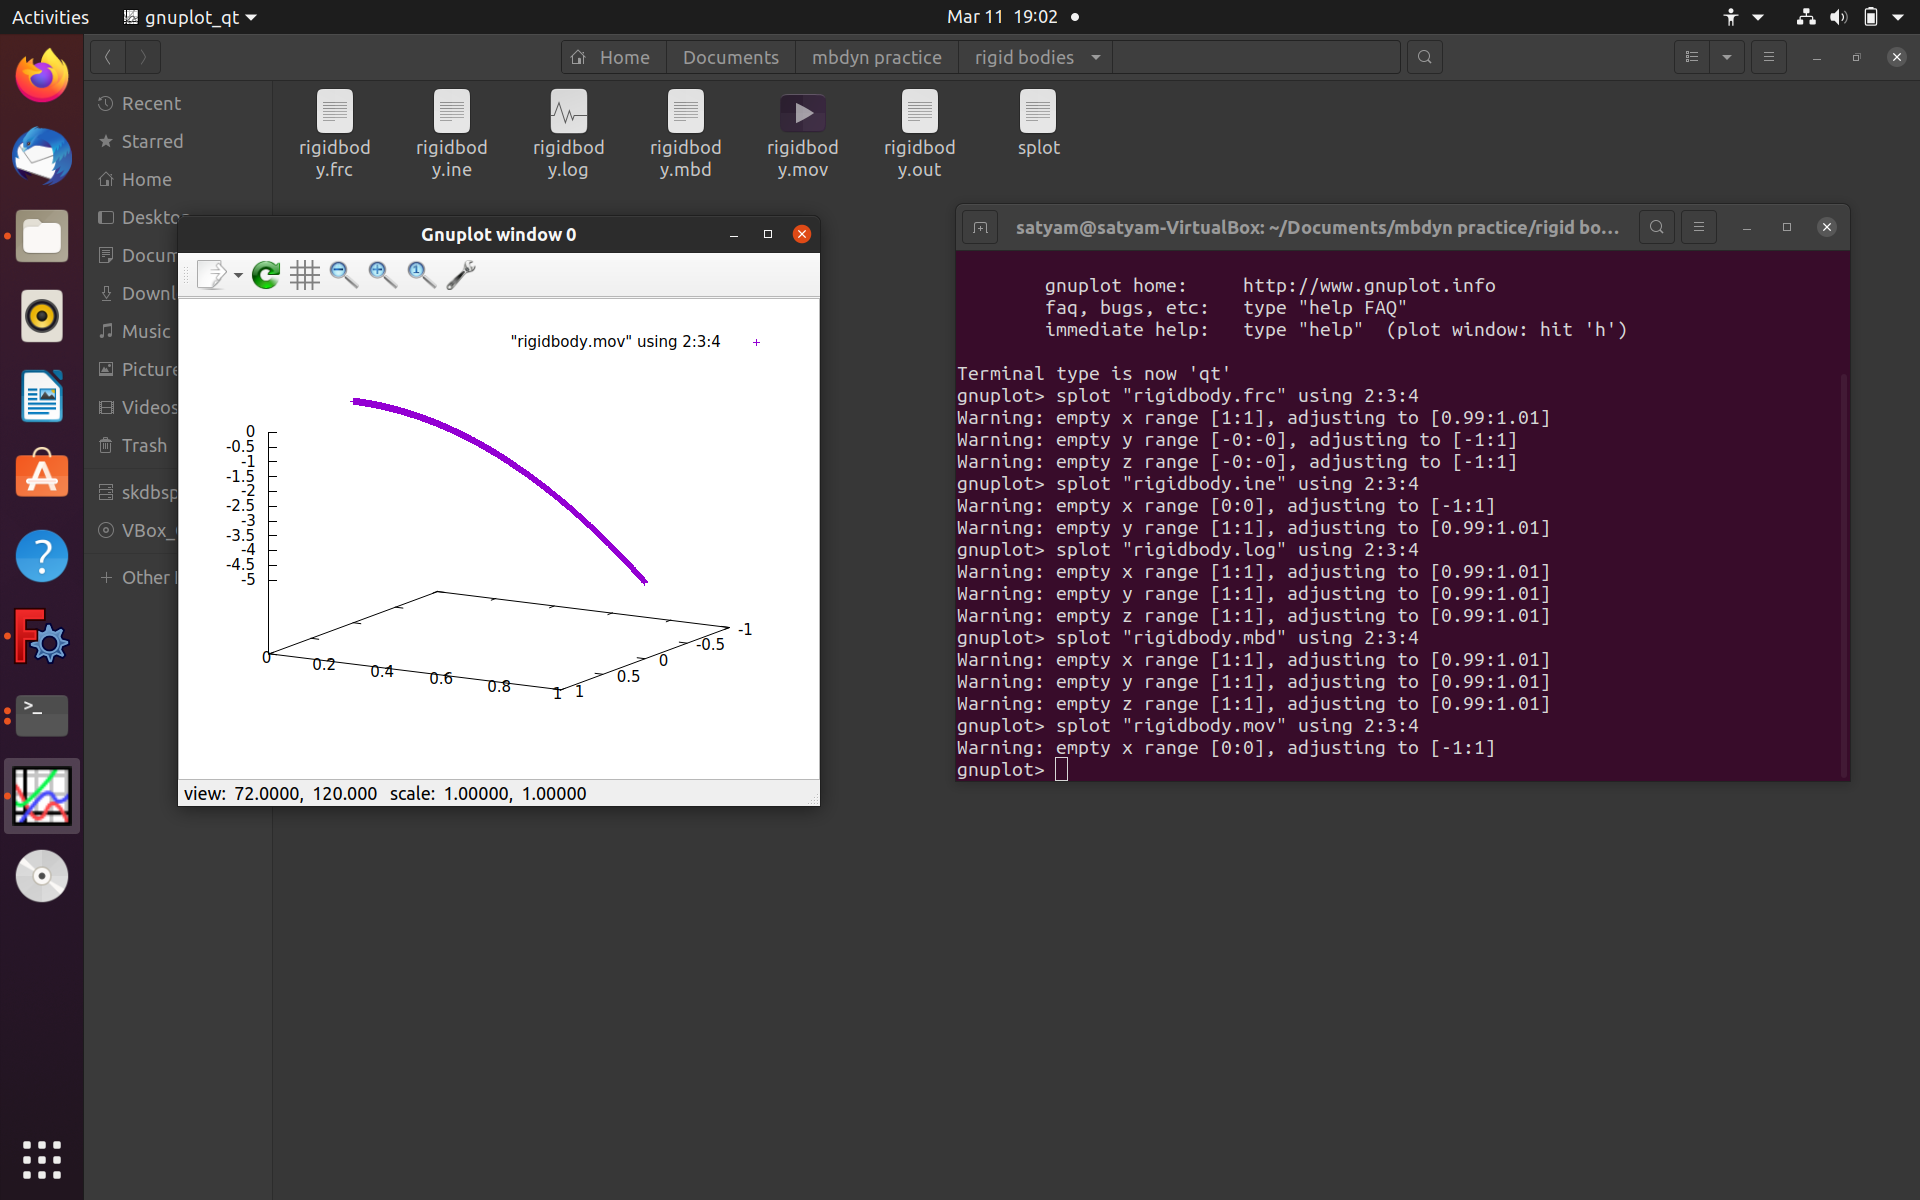 Activities
gnuplot_qt
Mar 11 19:02
Home
Documents
mbdyn practice
rigid bodies
Recent
Starred
Home
Deskto
Docum
Downl
Music
Picture
Videos
Trash
skdbsp
VBox_
Other
rigidbod
y.frc
rigidbod
y.ine
rigidbod
y.log
rigidbod
y.mbd
rigidbod
y.mov
rigidbod
y.out
splot
Gnuplot window 0
"rigidbody.mov" using 2:3:4
0
-0.5
-1
-1.5
-2
-2.5
-3
-3.5
-4
-4.5
-5
0
0.2
0.4
0.6
0.8
1
1
0.5
0
-0.5
-1
view: 72.0000, 120.000 scale: 1.00000, 1.00000
satyam@satyam-VirtualBox: ~/Documents/mbdyn practice/rigid bo...
gnuplot home: http://www.gnuplot.info
faq, bugs, etc: type "help FAQ"
immediate help: type "help" (plot window: hit 'h')
Terminal type is now 'qt'
gnuplot> splot "rigidbody.frc" using 2:3:4
Warning: empty x range [1:1], adjusting to [0.99:1.01]
Warning: empty y range [-0:-0], adjusting to [-1:1]
Warning: empty z range [-0:-0], adjusting to [-1:1]
gnuplot> splot "rigidbody.ine" using 2:3:4
Warning: empty x range [0:0], adjusting to [-1:1]
Warning: empty y range [1:1], adjusting to [0.99:1.01]
gnuplot> splot "rigidbody.log" using 2:3:4
Warning: empty x range [1:1], adjusting to [0.99:1.01]
Warning: empty y range [1:1], adjusting to [0.99:1.01]
Warning: empty z range [1:1], adjusting to [0.99:1.01]
gnuplot> splot "rigidbody.mbd" using 2:3:4
Warning: empty x range [1:1], adjusting to [0.99:1.01]
Warning: empty y range [1:1], adjusting to [0.99:1.01]
Warning: empty z range [1:1], adjusting to [0.99:1.01]
gnuplot> splot "rigidbody.mov" using 2:3:4
Warning: empty x range [0:0], adjusting to [-1:1]
gnuplot>